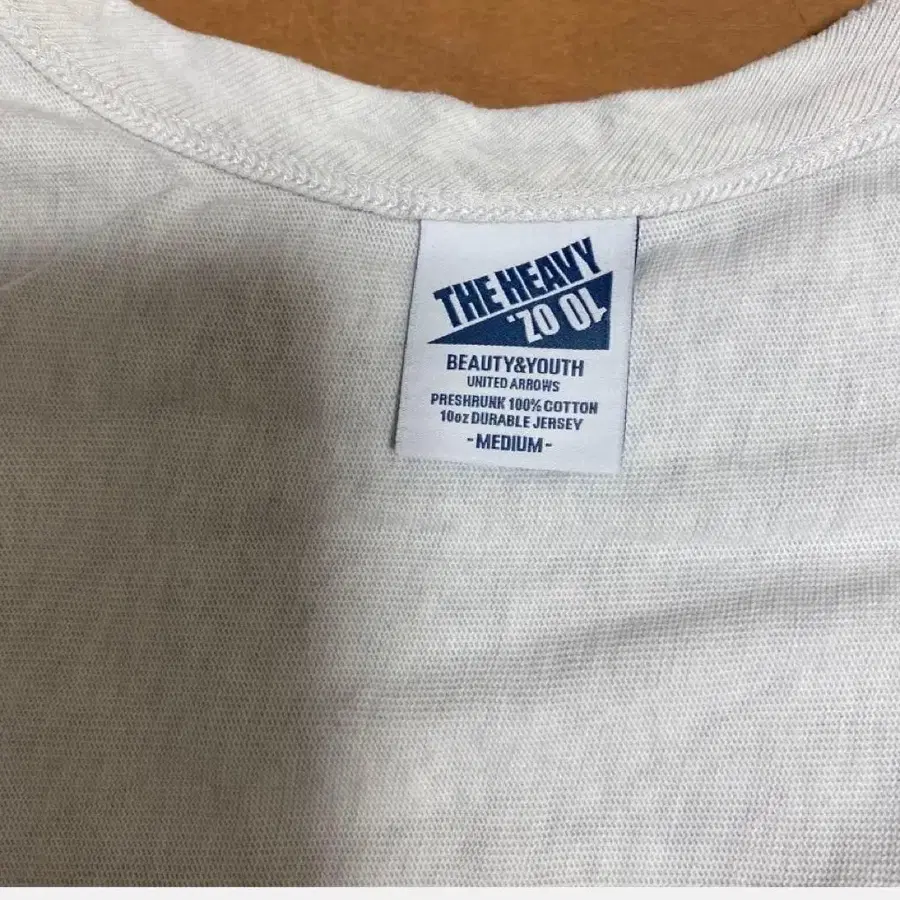 THE HEAVY
10 OZ.
BEAUTY&YOUTH
UNITED ARROWS
PRESHRUNK 100% COTTON
10oz DURABLE JERSEY
-MEDIUM-